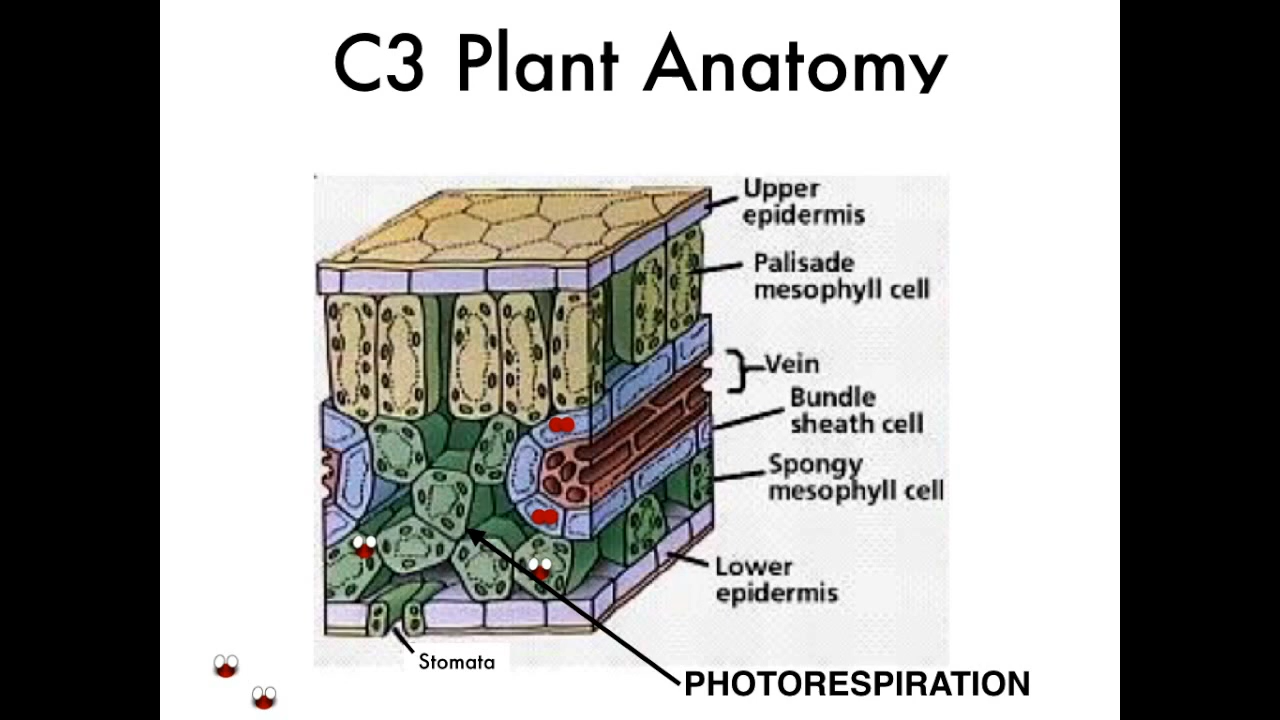 C3 Plant Anatomy
Upper
epidermis
Palisade
mesophyll cell
Vein
Bundle
sheath cell
Spongy
mesophyll cell
Lower
epidermis
Stomata
PHOTORESPIRATION